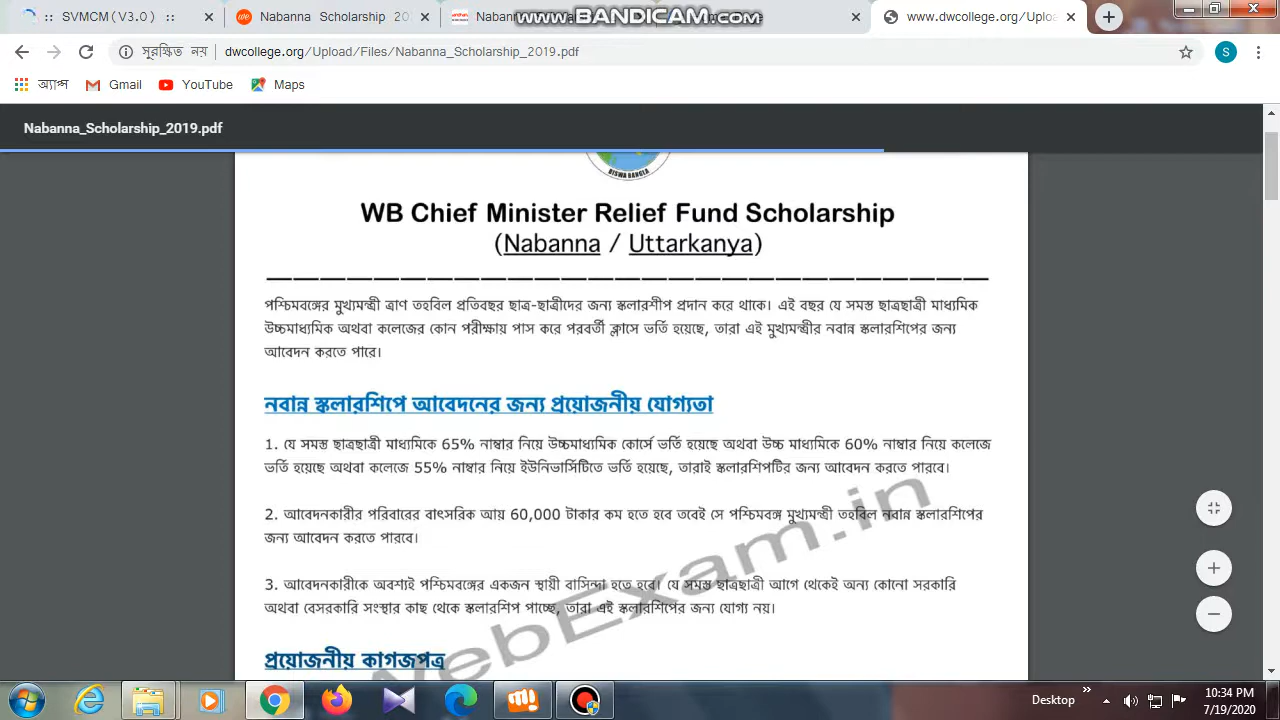 SVMCM (V3.0)
Nabanna Scholarship 20
Naban
www.BANDICAM.com
www.dwcollege.org/Uploa
সুরক্ষিত নয়
dwcollege.org/Upload/Files/Nabanna_Scholarship_2019.pdf
S
অ্যাপ্স
Gmail
YouTube
Maps
Nabanna_Scholarship_2019.pdf
BISWA BANGLA
WB Chief Minister Relief Fund Scholarship
(Nabanna / Uttarkanya)
পশ্চিমবঙ্গের মুখ্যমন্ত্রী ত্রাণ তহবিল প্রতিবছর ছাত্র-ছাত্রীদের জন্য স্কলারশীপ প্রদান করে থাকে। এই বছর যে সমস্ত ছাত্রছাত্রী মাধ্যমিক
উচ্চমাধ্যমিক অথবা কলেজের কোন পরীক্ষায় পাস করে পরবর্তী ক্লাসে ভর্তি হয়েছে, তারা এই মুখ্যমন্ত্রীর নবান্ন স্কলারশিপের জন্য
আবেদন করতে পারে।
নবান্ন স্কলারশিপে আবেদনের জন্য প্রয়োজনীয় যোগ্যতা
1. যে সমস্ত ছাত্রছাত্রী মাধ্যমিকে 65% নাম্বার নিয়ে উচ্চমাধ্যমিক কোর্সে ভর্তি হয়েছে অথবা উচ্চ মাধ্যমিকে 60% নাম্বার নিয়ে কলেজে
ভর্তি হয়েছে অথবা কলেজে 55% নাম্বার নিয়ে ইউনিভার্সিটিতে ভর্তি হয়েছে, তারাই স্কলারশিপটির জন্য আবেদন করতে পারবে।
2. আবেদনকারীর পরিবারের বাৎসরিক আয় 60,000 টাকার কম হতে হবে তবেই সে পশ্চিমবঙ্গ মুখ্যমন্ত্রী তহবিল নবান্ন স্কলারশিপের
জন্য আবেদন করতে পারবে।
3. আবেদনকারীকে অবশ্যই পশ্চিমবঙ্গের একজন স্থায়ী বাসিন্দা হতে হবে। যে সমস্ত ছাত্রছাত্রী আগে থেকেই অন্য কোনো সরকারি
অথবা বেসরকারি সংস্থার কাছ থেকে স্কলারশিপ পাচ্ছে, তারা এই স্কলারশিপের জন্য যোগ্য নয়।
WebExam.in
প্রয়োজনীয় কাগজপত্র
Desktop
10:34 PM
7/19/2020